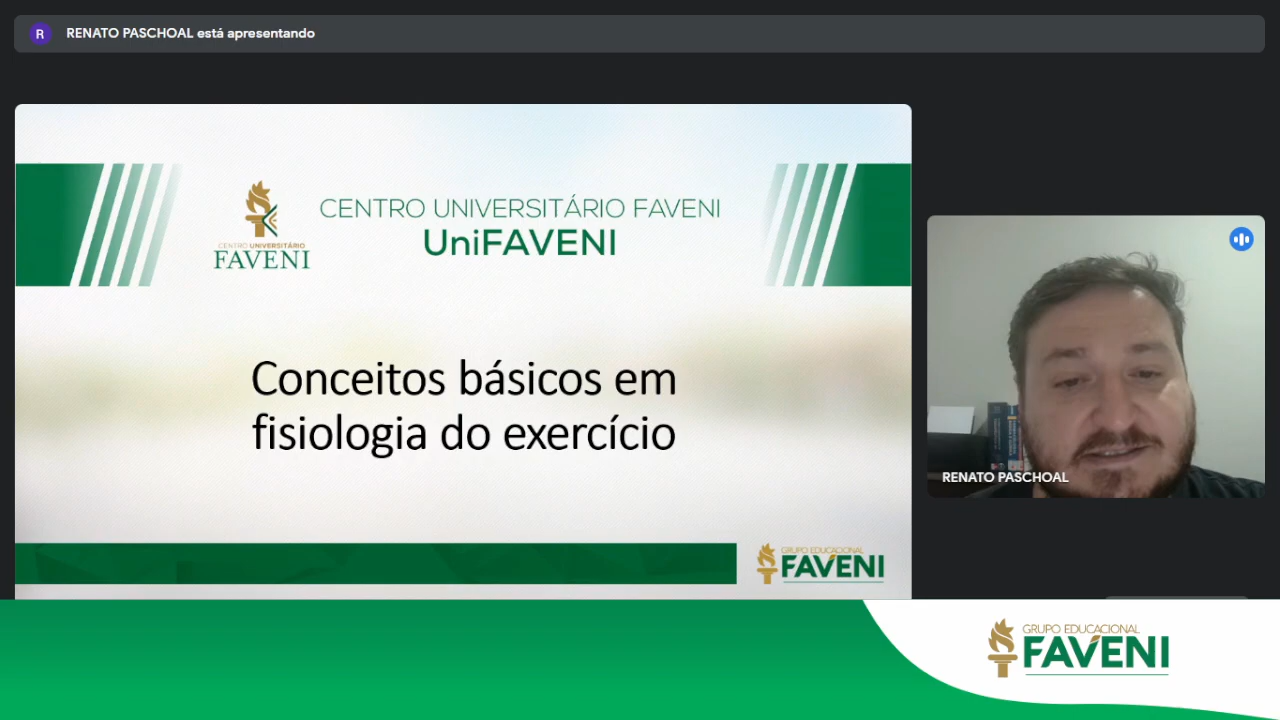 R
RENATO PASCHOAL está apresentando
CENTRO UNIVERSITÁRIO
FAVENI
CENTRO UNIVERSITÁRIO FAVENI
UniFAVENI
Conceitos básicos em
fisiologia do exercício
GRUPO EDUCACIONAL
FAVENI
RENATO PASCHOAL
GRUPO EDUCACIONAL
FAVENI